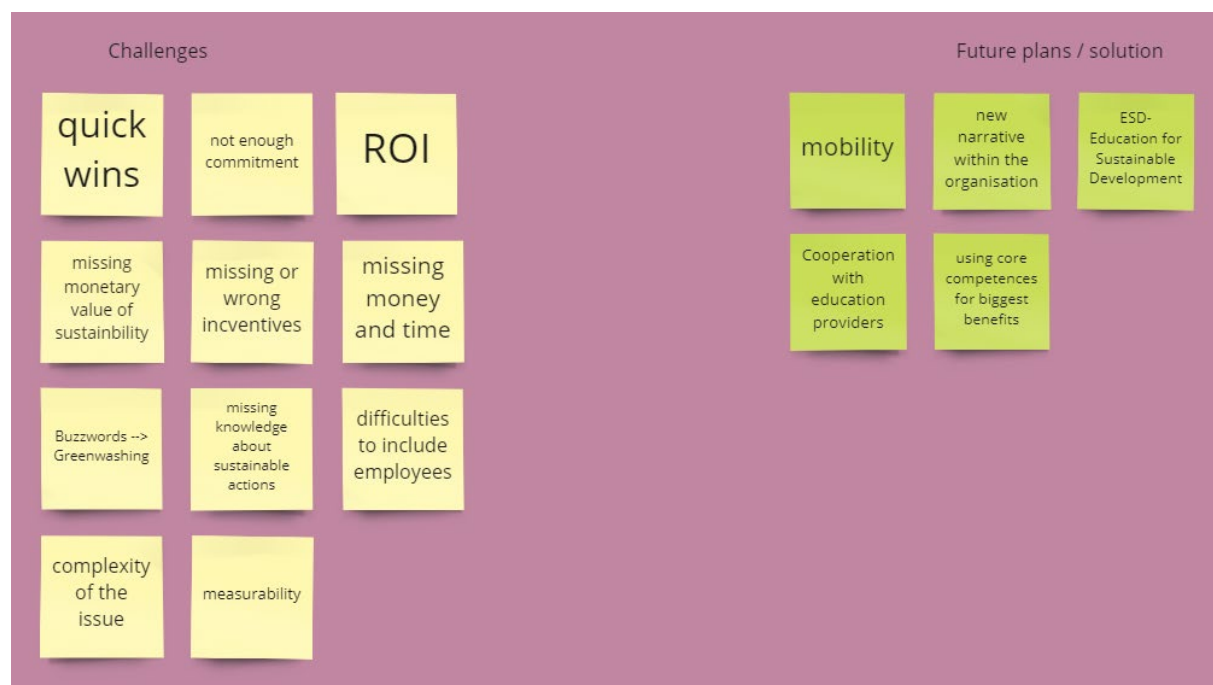 Challenges
quick
wins
not enough
commitment
ROI
missing
monetary
value of
sustainbility
missing or
wrong
incventives
missing
money
and time
Buzzwords -->
Greenwashing
missing
knowledge
about
sustainable
actions
difficulties
to include
employees
complexity
of the
issue
measurability
Future plans / solution
mobility
new
narrative
within the
organisation
ESD-
Education for
Sustainable
Development
Cooperation
with
education
providers
using core
competences
for biggest
benefits